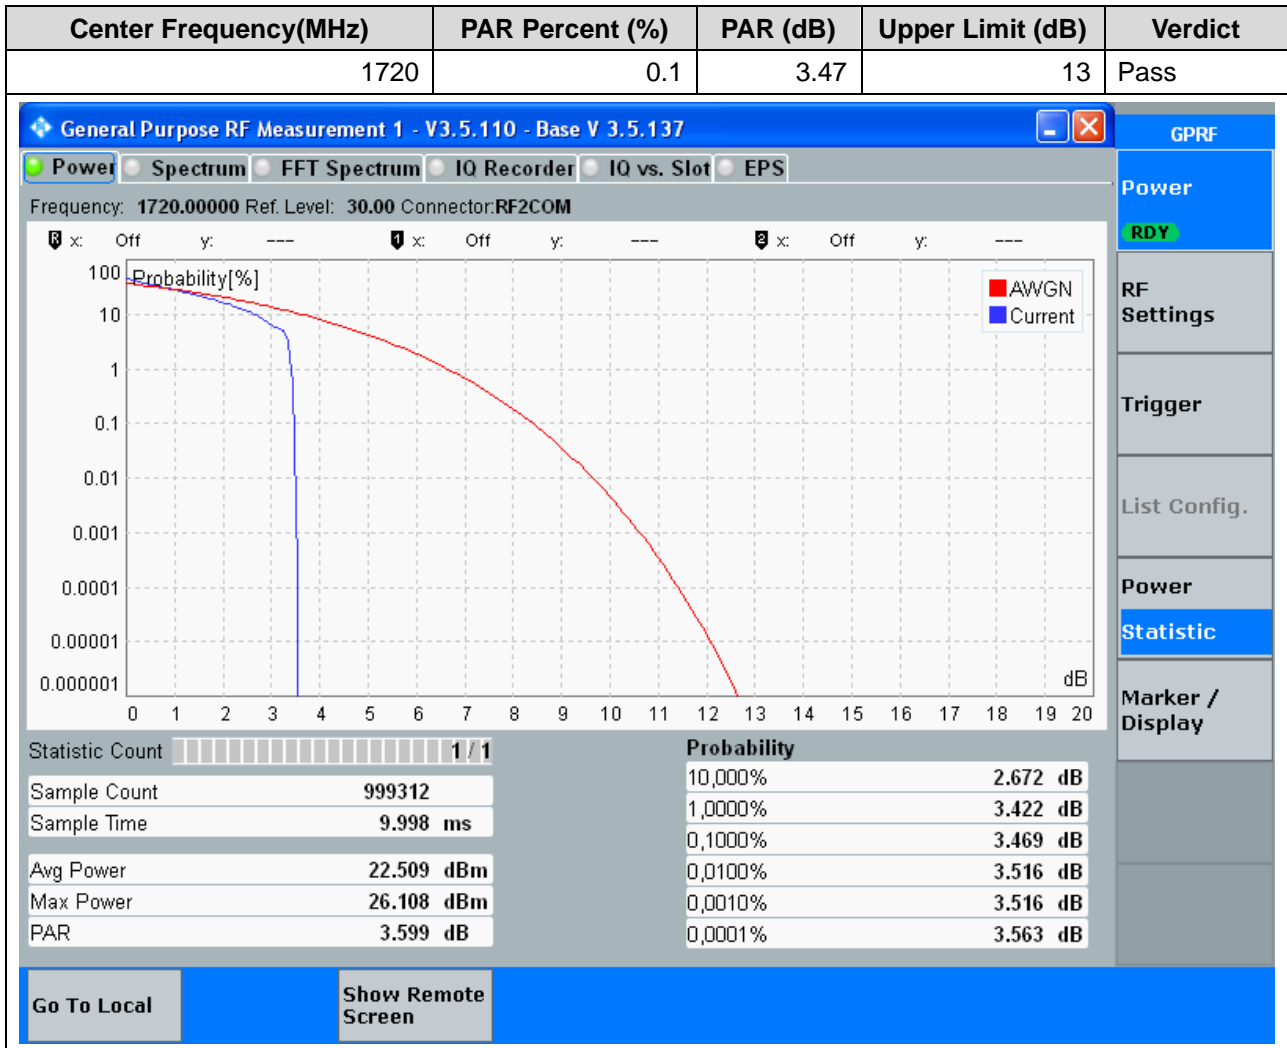 Center Frequency(MHz) PAR Percent (%) PAR (dB) Upper Limit (dB) Verdict
1720 0.1 3.47 13 Pass
General Purpose RF Measurement 1 - V3.5.110 - Base V 3.5.137
GPRF
Power Spectrum FFT Spectrum IQ Recorder IQ vs. Slot EPS
Power
RDY
Frequency: 1720.00000 Ref. Level: 30.00 Connector:RF2COM
R x: Off y: --- 1 x: Off y: --- 2 x: Off y: ---
Probability[%]
AWGN
Current
100
10
1
0.1
0.01
0.001
0.0001
0.00001
0.000001
dB
0 1 2 3 4 5 6 7 8 9 10 11 12 13 14 15 16 17 18 19 20
RF
Settings
Trigger
List Config.
Power
Statistic
Marker /
Display
Statistic Count 1 / 1
Sample Count 999312
Sample Time 9.998 ms
Avg Power 22.509 dBm
Max Power 26.108 dBm
PAR 3.599 dB
Probability
10,000% 2.672 dB
1,0000% 3.422 dB
0,1000% 3.469 dB
0,0100% 3.516 dB
0,0010% 3.516 dB
0,0001% 3.563 dB
Go To Local
Show Remote
Screen